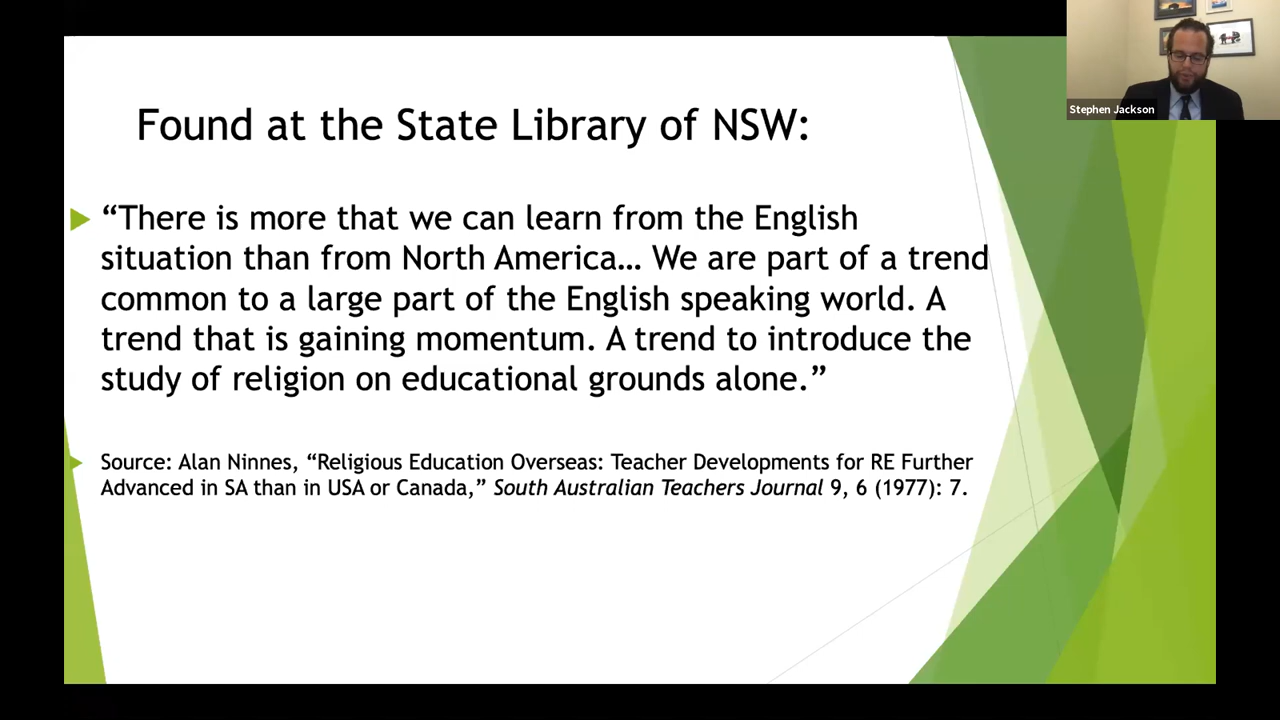 Found at the State Library of NSW:
“There is more that we can learn from the English
situation than from North America… We are part of a trend
common to a large part of the English speaking world. A
trend that is gaining momentum. A trend to introduce the
study of religion on educational grounds alone.”
Source: Alan Ninnes, “Religious Education Overseas: Teacher Developments for RE Further
Advanced in SA than in USA or Canada,” South Australian Teachers Journal 9, 6 (1977): 7.
Stephen Jackson